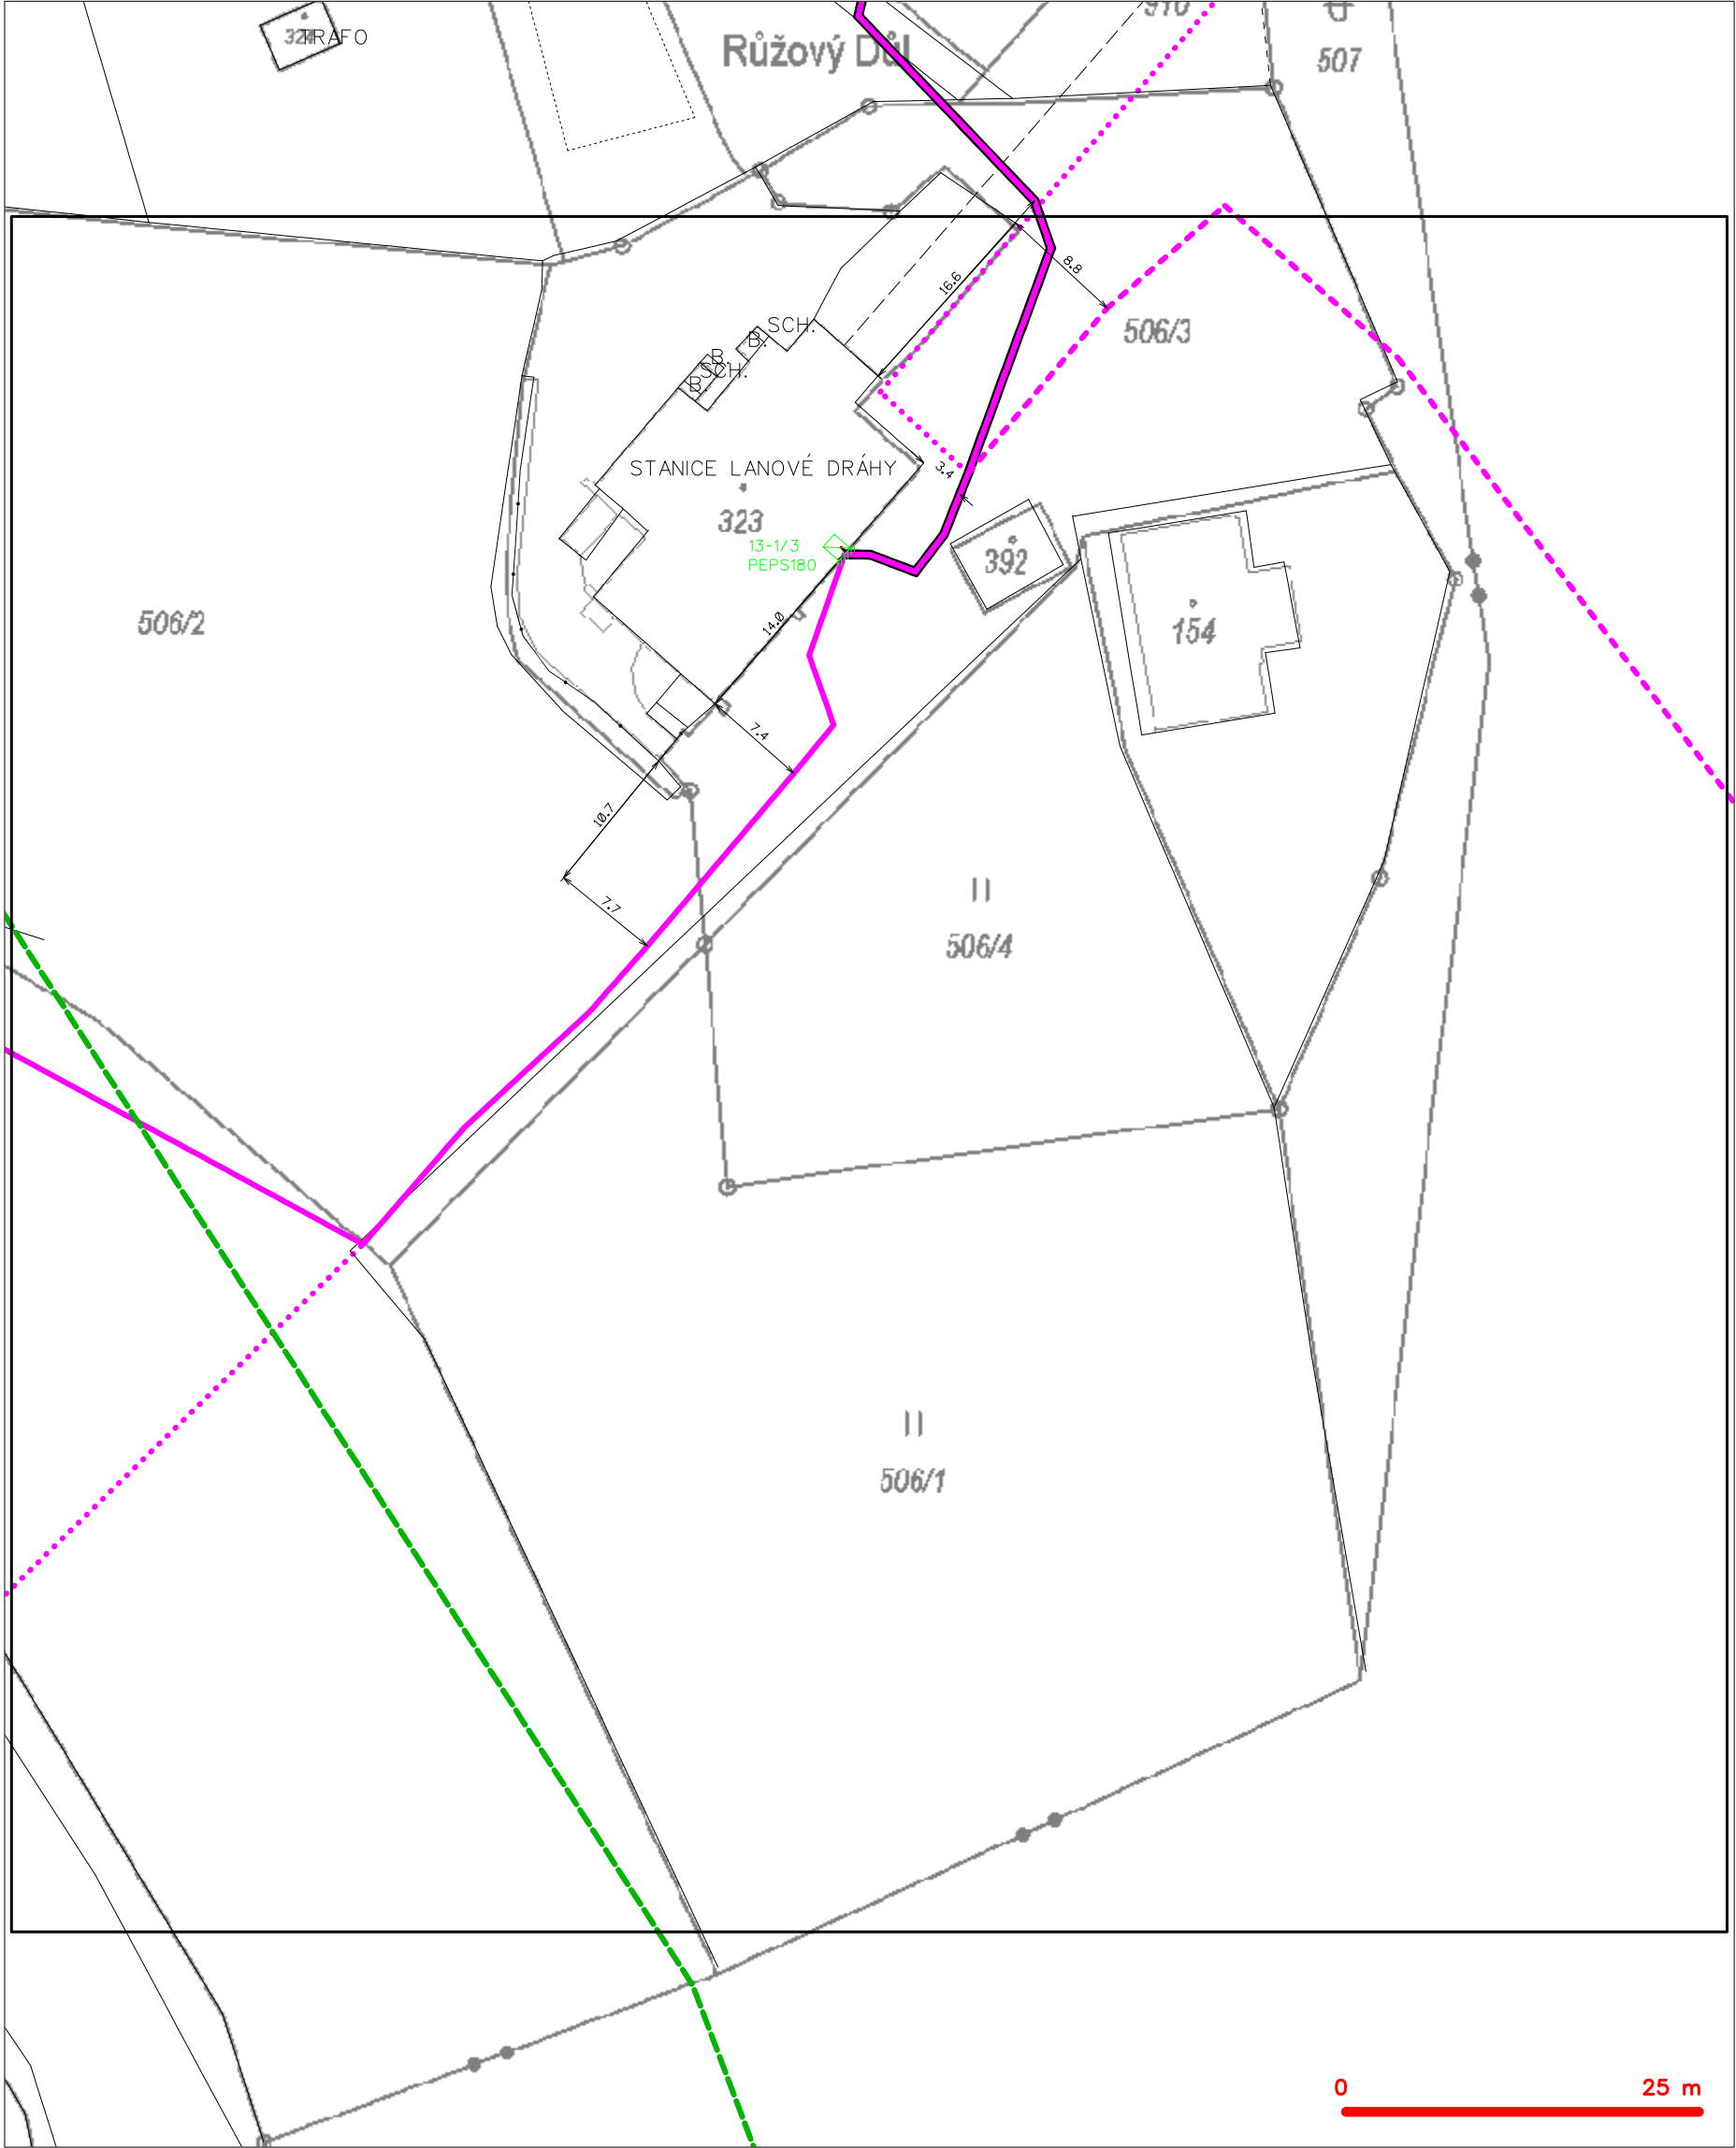 910
TRAFO
Růžový Důl
507
8.8
16.6
506/3
SCH.
B.
B.
SCH.
B.
STANICE LANOVÉ DRÁHY
3.4
323
13-1/3
PEPS180
392
506/2
14.0
154
7.4
10.7
7.7
506/4
506/1
0 25 m